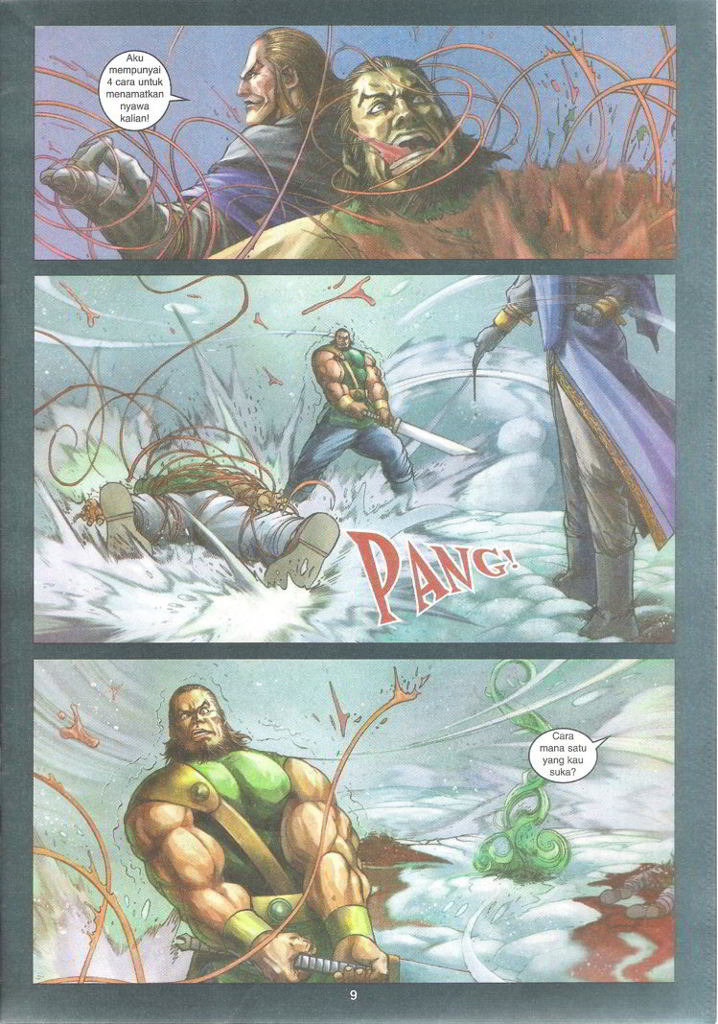 Aku
mempunyai
4 cara untuk
menamatkan
nyawa
kalian!
PANG!
Cara
mana satu
yang kau
suka?
9